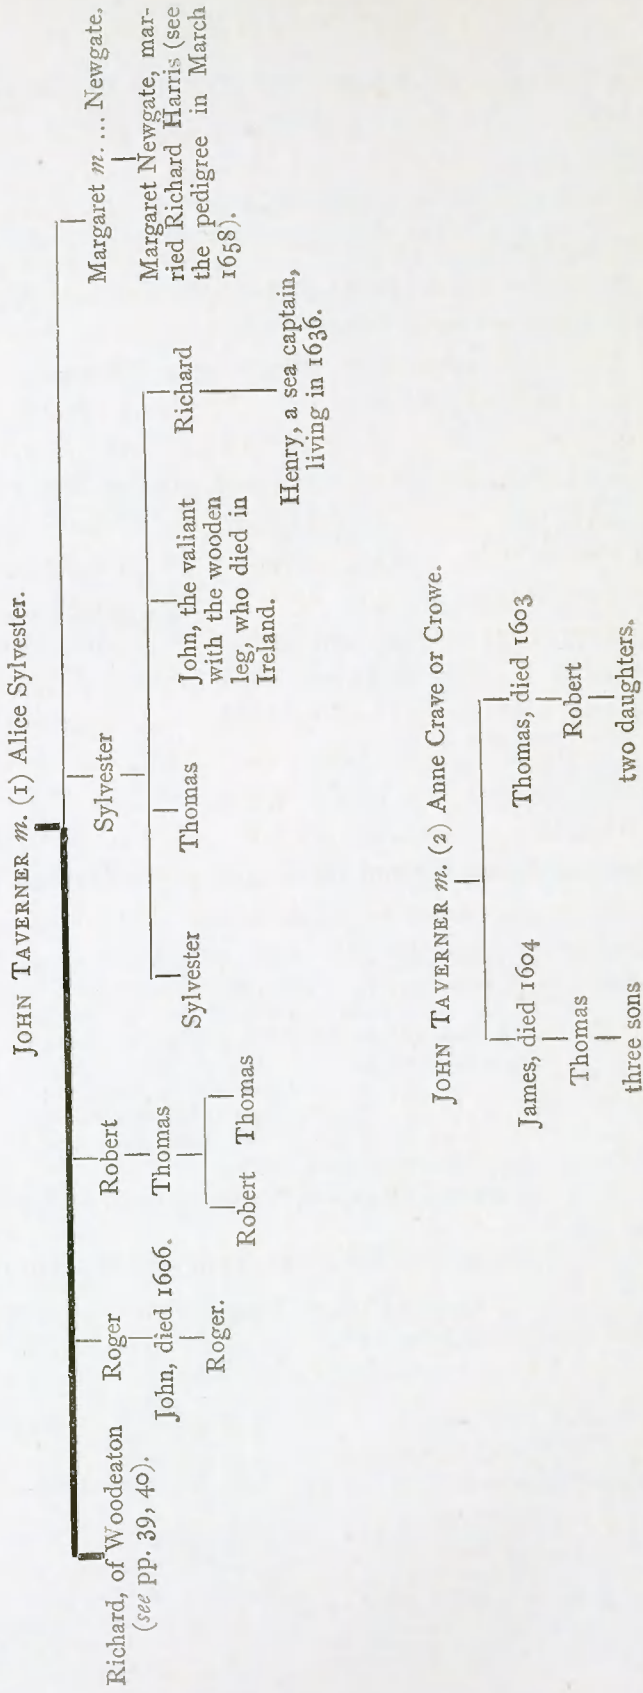 JOHN TAVERNER m. (1) Alice Sylvester.
Richard, of Woodeaton
(see pp. 39, 40).
Roger
John, died 1606.
Roger.
Robert
Thomas
Robert
Thomas
Sylvester
Sylvester
Thomas
John, the valiant
with the wooden
leg, who died in
Ireland.
Richard
Henry, a sea captain,
living in 1636.
Margaret m. ... Newgate.
Margaret Newgate, mar-
ried Richard Harris (see
the pedigree in March
1658).
JOHN TAVERNER m. (2) Anne Crave or Crowe.
James, died 1604
Thomas
three sons
Thomas, died 1603
Robert
two daughters.